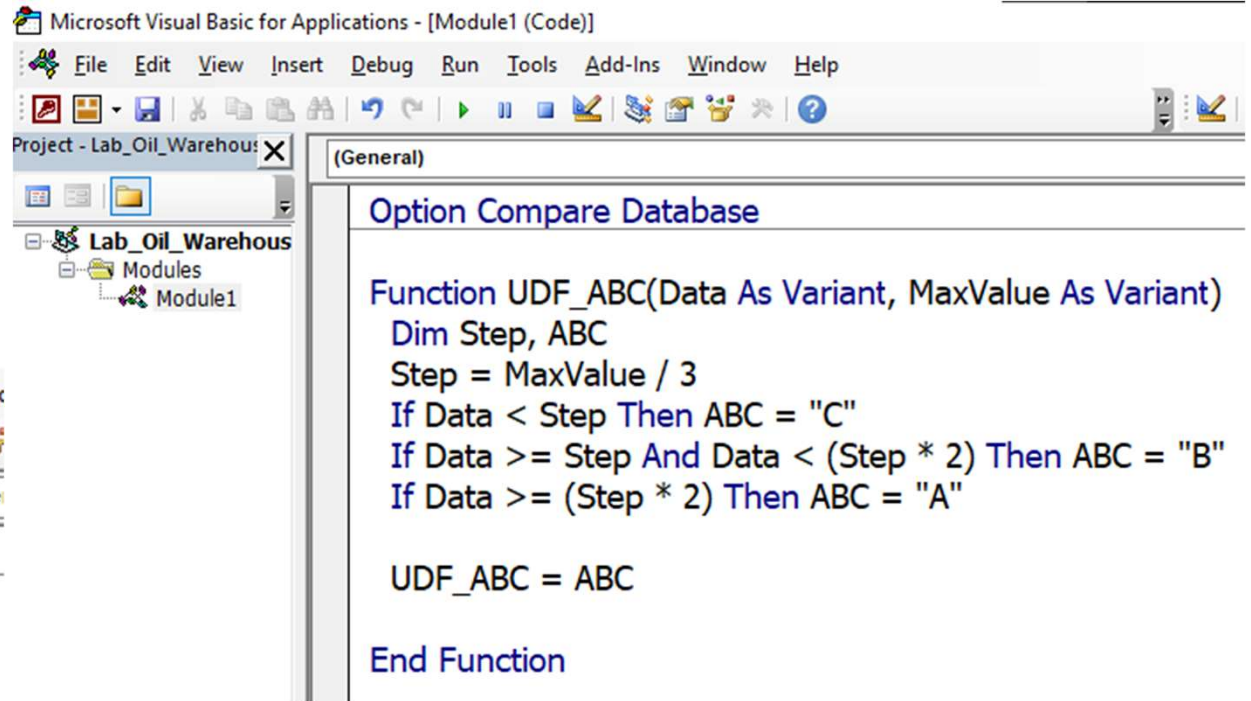 Microsoft Visual Basic for Applications - [Module1 (Code)]
File Edit View Insert Debug Run Tools Add-Ins Window Help
Project - Lab_Oil_Warehous
(General)
Lab_Oil_Warehous
Modules
Module1
Option Compare Database
Function UDF_ABC(Data As Variant, MaxValue As Variant)
Dim Step, ABC
Step = MaxValue / 3
If Data < Step Then ABC = "C"
If Data >= Step And Data < (Step * 2) Then ABC = "B"
If Data >= (Step * 2) Then ABC = "A"
UDF_ABC = ABC
End Function